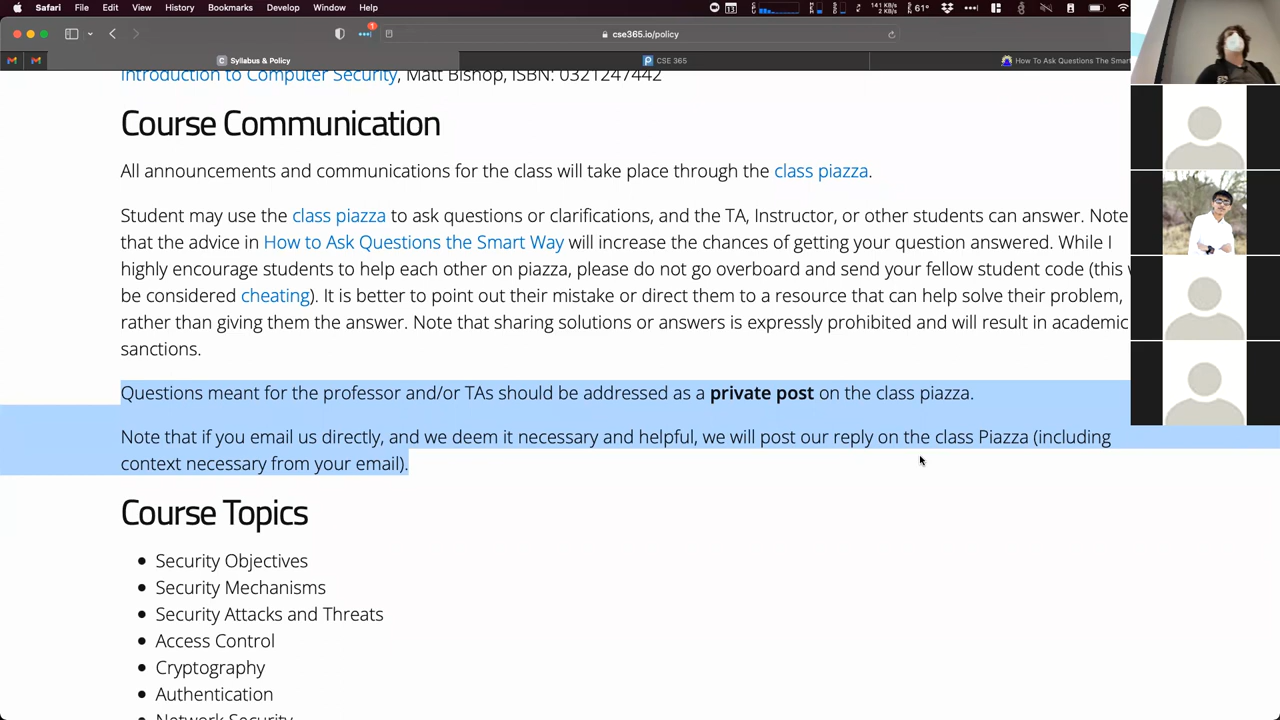 Safari File Edit View History Bookmarks Develop Window Help
141 KB/s
61°
cse365.io/policy
Syllabus & Policy
CSE 365
How To Ask Questions The Smart
Introduction to Computer Security, Matt Bishop, ISBN: 0321247442
Course Communication
All announcements and communications for the class will take place through the class piazza.
Student may use the class piazza to ask questions or clarifications, and the TA, Instructor, or other students can answer. Note
that the advice in How to Ask Questions the Smart Way will increase the chances of getting your question answered. While I
highly encourage students to help each other on piazza, please do not go overboard and send your fellow student code (this
be considered cheating). It is better to point out their mistake or direct them to a resource that can help solve their problem,
rather than giving them the answer. Note that sharing solutions or answers is expressly prohibited and will result in academic
sanctions.
Questions meant for the professor and/or TAs should be addressed as a private post on the class piazza.
Note that if you email us directly, and we deem it necessary and helpful, we will post our reply on the class Piazza (including
context necessary from your email).
Course Topics
Security Objectives
Security Mechanisms
Security Attacks and Threats
Access Control
Cryptography
Authentication
Network Security